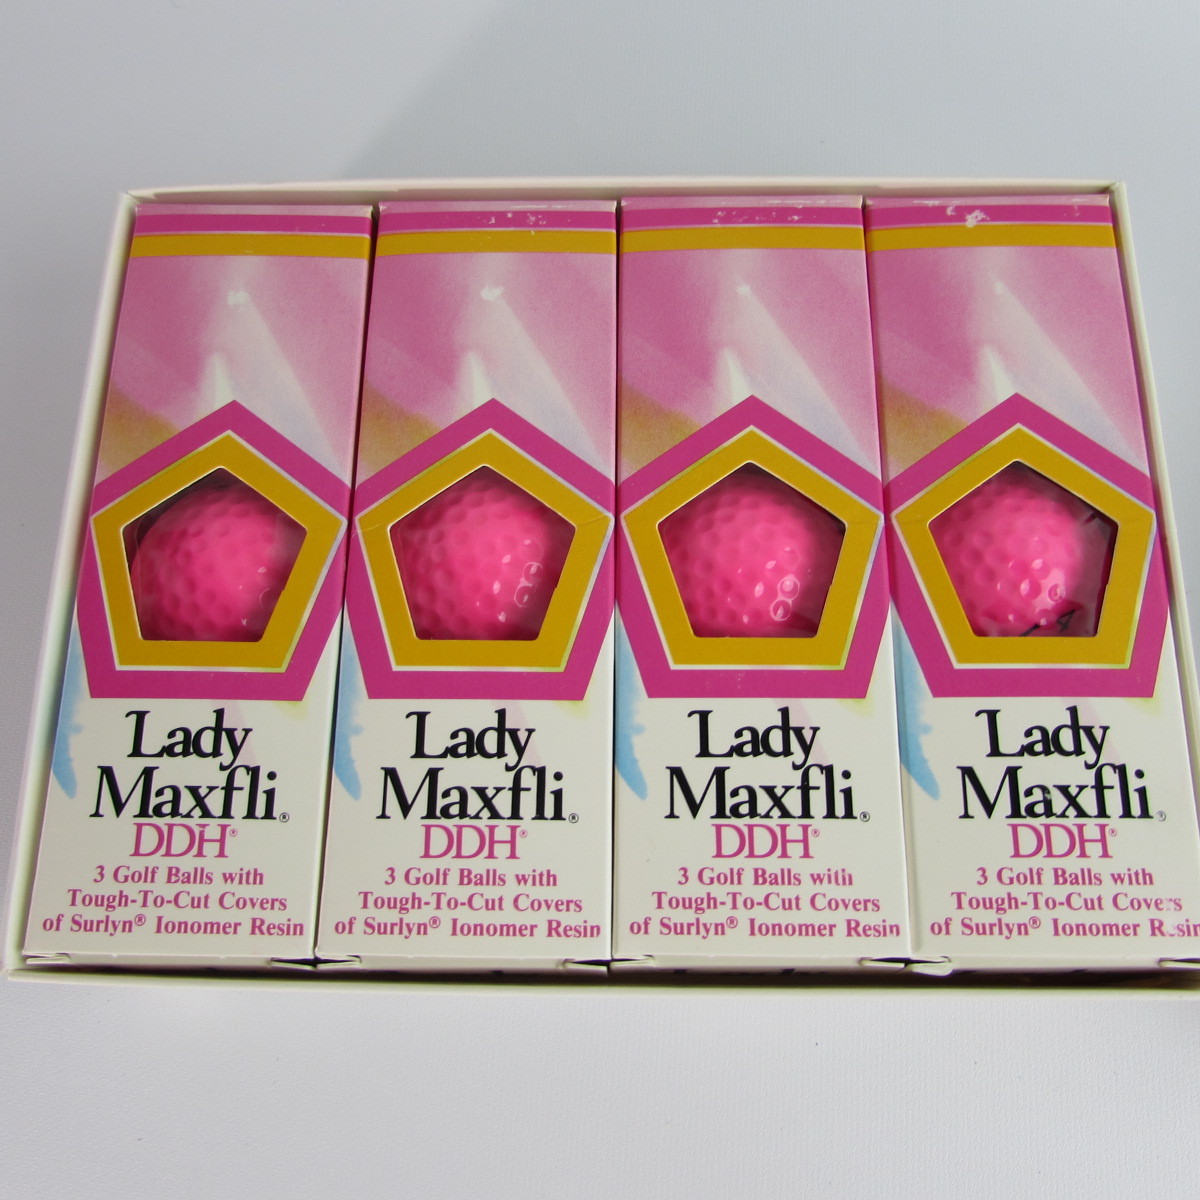 Lady
Maxfli®
DDH®
3 Golf Balls with
Tough-To-Cut Covers
of Surlyn® Ionomer Resin
Lady
Maxfli®
DDH®
3 Golf Balls with
Tough-To-Cut Covers
of Surlyn® Ionomer Resin
Lady
Maxfli®
DDH®
3 Golf Balls with
Tough-To-Cut Covers
of Surlyn® Ionomer Resin
Lady
Maxfli®
DDH®
3 Golf Balls with
Tough-To-Cut Covers
of Surlyn® Ionomer Resin